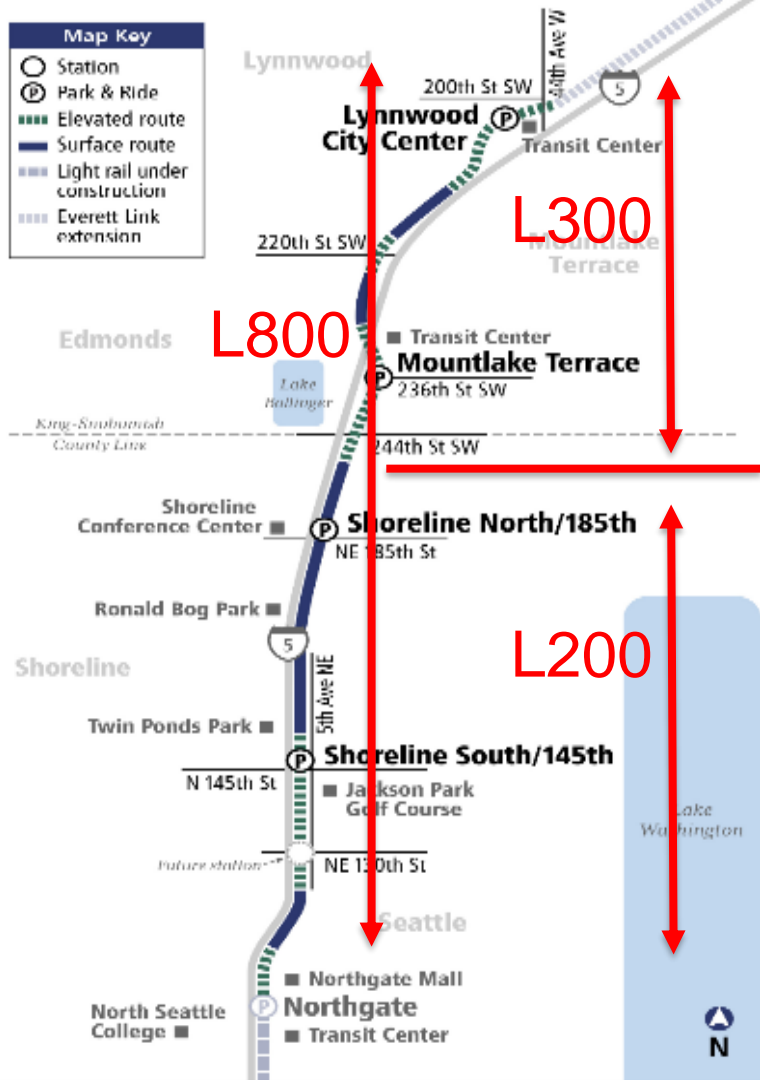 Map Key
Station
P Park & Ride
Elevated route
Surface route
Light rail under
construction
Everett Link
extension
Lynnwood
44th Ave W
200th St SW
5
Lynnwood
City Center
P
Transit Center
L300
Mountlake
Terrace
220th St SW
L800
Edmonds
Transit Center
Mountlake Terrace
P
236th St SW
Lake
Ballinger
King-Snohomish
County Line
244th St SW
Shoreline
Conference Center
P
Shoreline North/185th
NE 185th St
Ronald Bog Park
5
L200
Shoreline
5th Ave NE
Twin Ponds Park
P
Shoreline South/145th
N 145th St
Jackson Park
Golf Course
Lake
Washington
Future station
NE 130th St
Seattle
Northgate Mall
P
Northgate
North Seattle
College
Transit Center
N